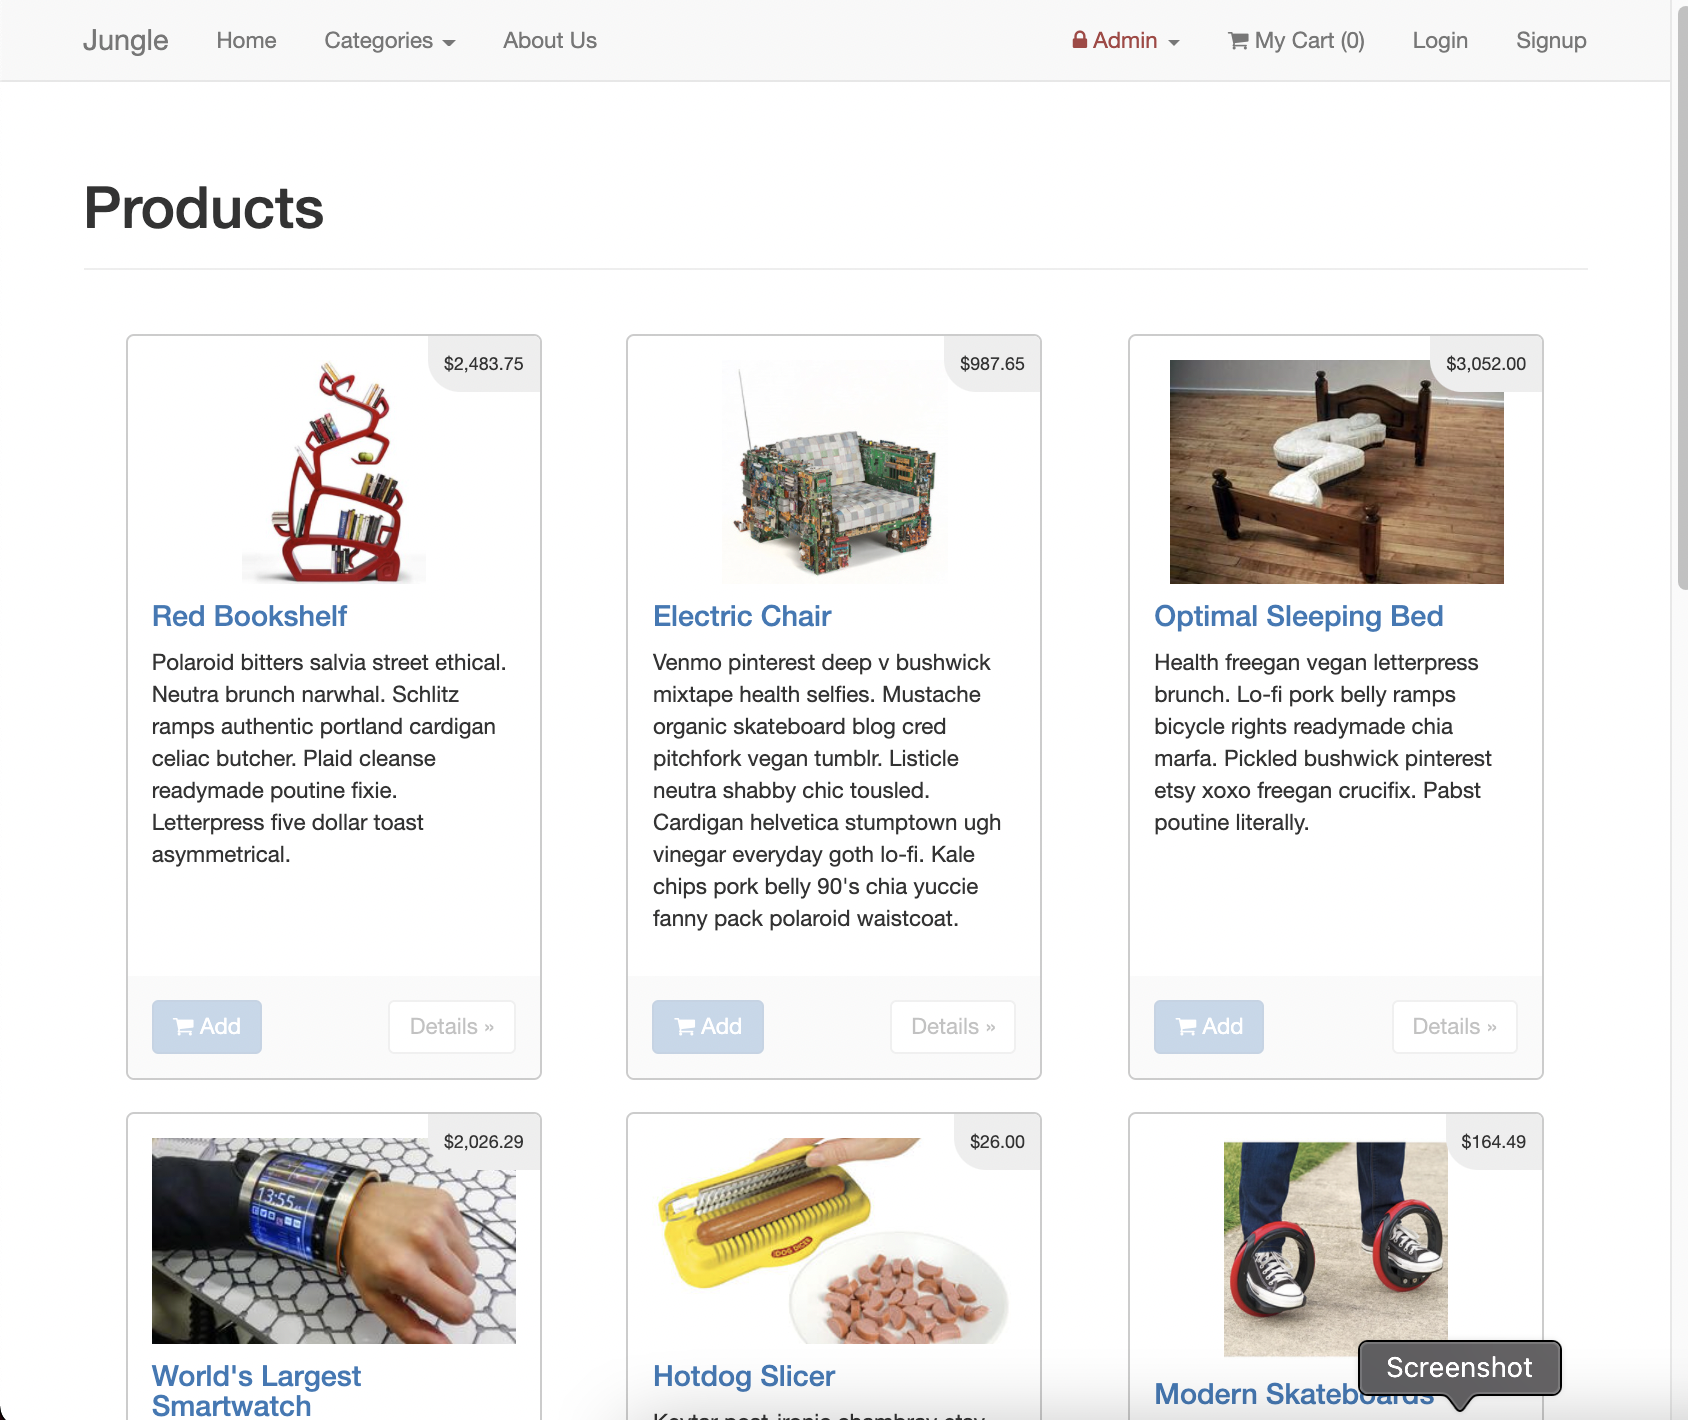 Jungle Home Categories About Us Admin My Cart (0) Login Signup
Products
$2,483.75
Red Bookshelf
Polaroid bitters salvia street ethical.
Neutra brunch narwhal. Schlitz
ramps authentic portland cardigan
celiac butcher. Plaid cleanse
readymade poutine fixie.
Letterpress five dollar toast
asymmetrical.
Add Details »
$987.65
Electric Chair
Venmo pinterest deep v bushwick
mixtape health selfies. Mustache
organic skateboard blog cred
pitchfork vegan tumblr. Listicle
neutra shabby chic tousled.
Cardigan helvetica stumptown ugh
vinegar everyday goth lo-fi. Kale
chips pork belly 90's chia yuccie
fanny pack polaroid waistcoat.
Add Details »
$3,052.00
Optimal Sleeping Bed
Health freegan vegan letterpress
brunch. Lo-fi pork belly ramps
bicycle rights readymade chia
marfa. Pickled bushwick pinterest
etsy xoxo freegan crucifix. Pabst
poutine literally.
Add Details »
$2,026.29
13:55
World's Largest
Smartwatch
$26.00
DOG DICER
Hotdog Slicer
$164.49
Modern Skateboards
Screenshot